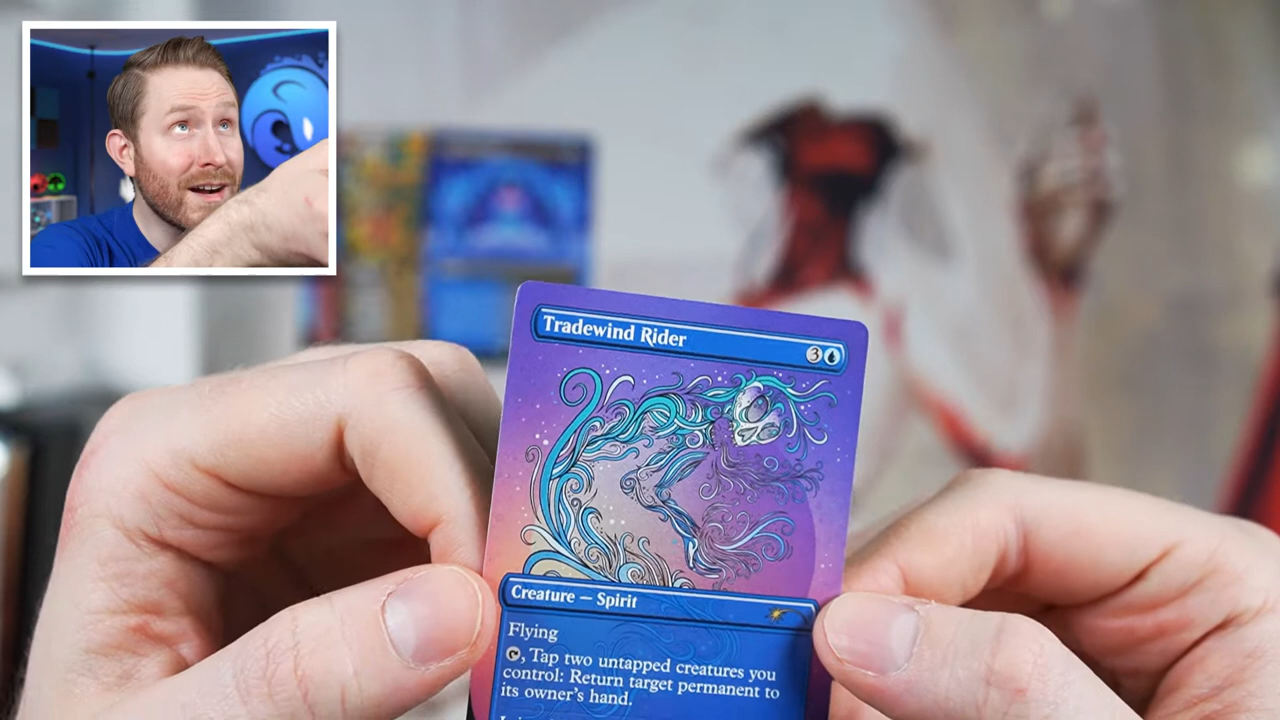 Tradewind Rider
3
Creature — Spirit
Flying
, Tap two untapped creatures you
control: Return target permanent to
its owner's hand.